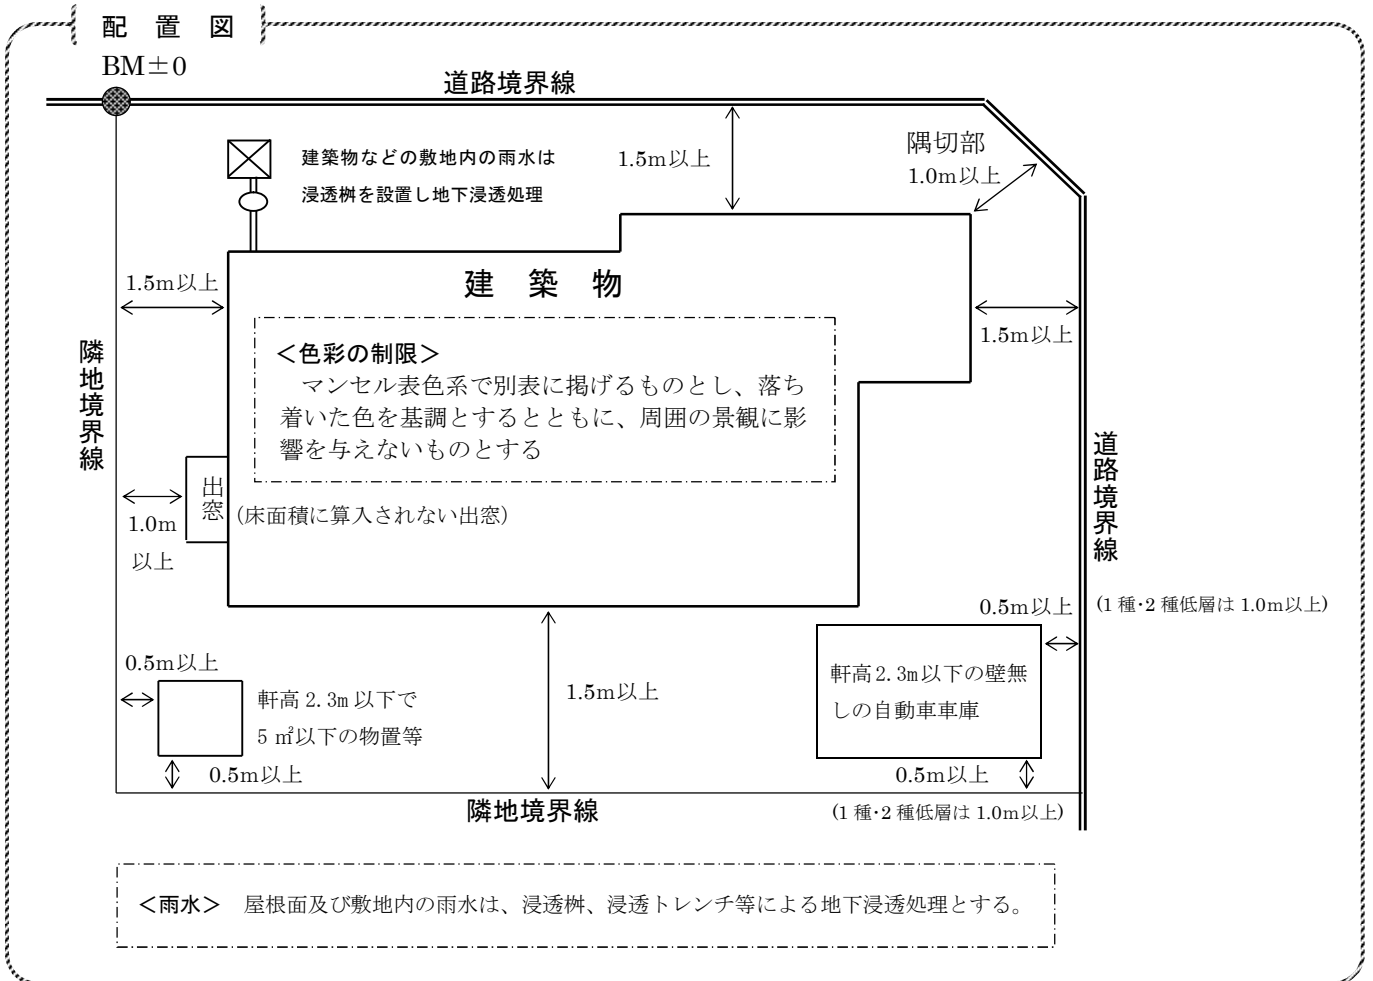 配 置 図
BM±0
道路境界線
建築物などの敷地内の雨水は
浸透桝を設置し地下浸透処理
1.5m以上
隅切部
1.0m以上
1.5m以上
建 築 物
1.5m以上
隣地境界線
<色彩の制限>
マンセル表色系で別表に掲げるものとし、落ち
着いた色を基調とするとともに、周囲の景観に影
響を与えないものとする
道路境界線
出窓
(床面積に算入されない出窓)
1.0m
以上
0.5m以上
(1種・2種低層は1.0m以上)
0.5m以上
軒高2.3m以下で
5㎡以下の物置等
0.5m以上
1.5m以上
軒高2.3m以下の壁無
しの自動車車庫
0.5m以上
隣地境界線
(1種・2種低層は1.0m以上)
<雨水> 屋根面及び敷地内の雨水は、浸透桝、浸透トレンチ等による地下浸透処理とする。